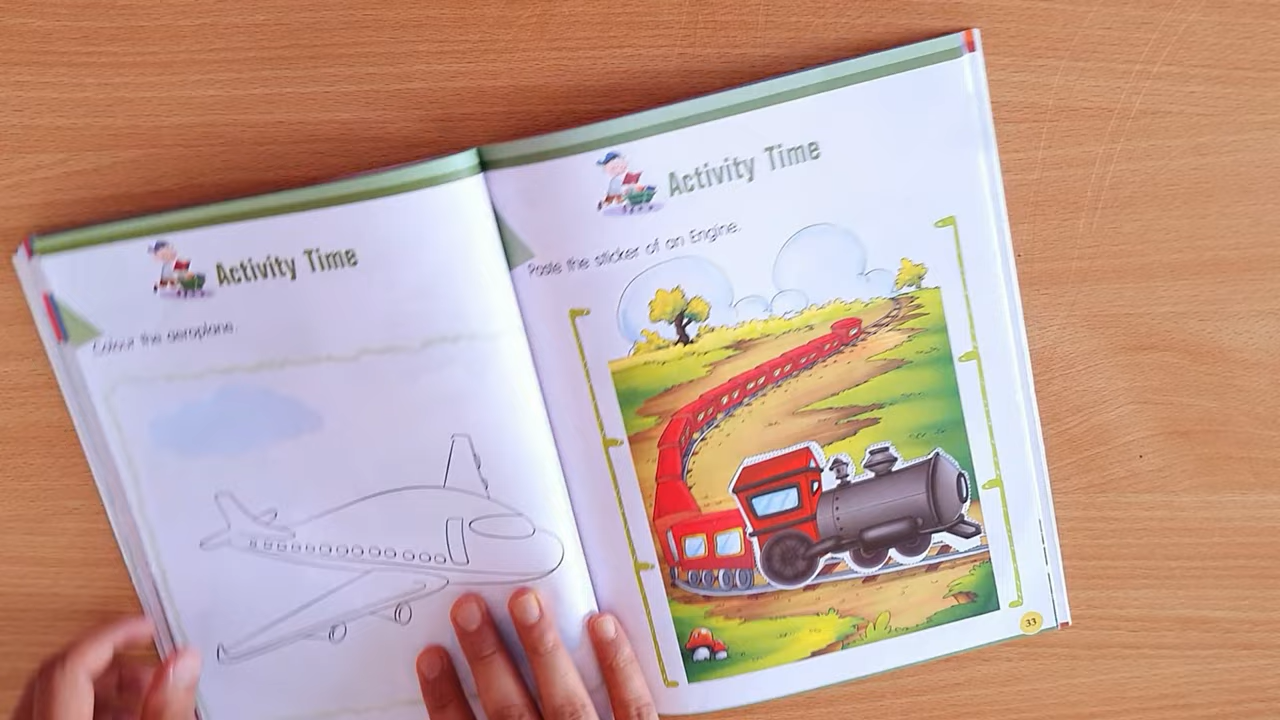 Activity Time
Colour the aeroplane.
Activity Time
Paste the sticker of an Engine.
33